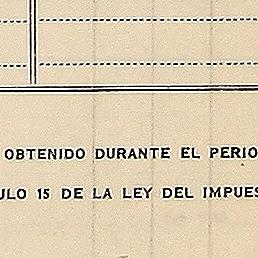 OBTENIDO DURANTE EL PERIO
ULO 15 DE LA LEY DEL IMPUES